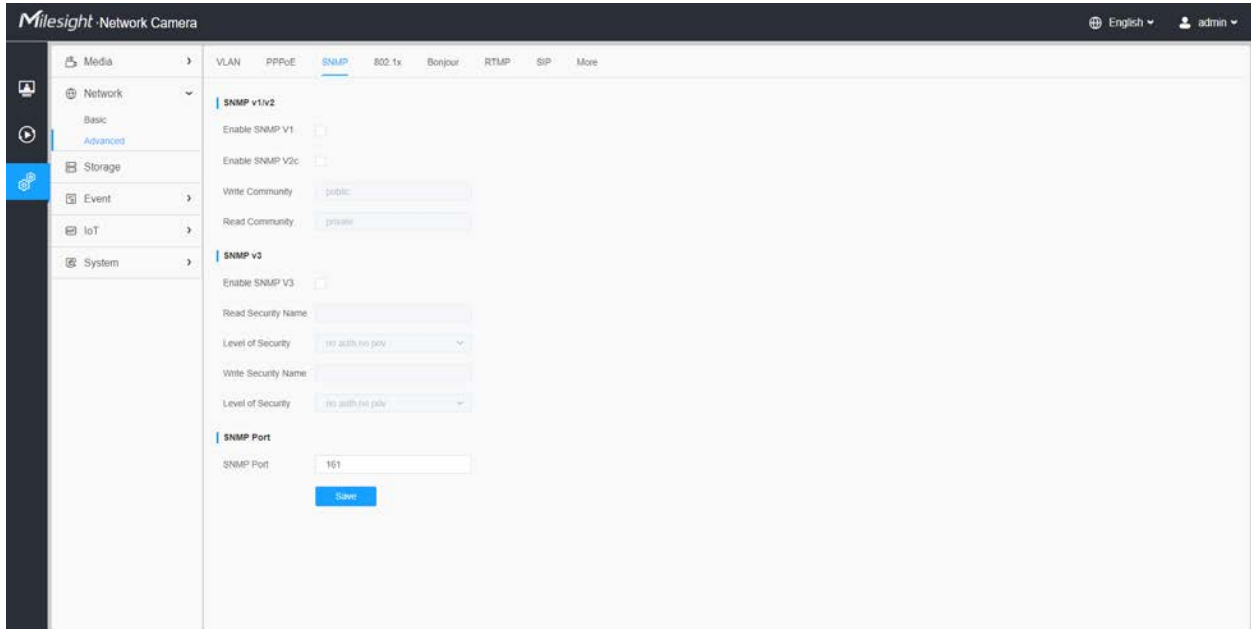 Milesight · Network Camera
English
admin
Media
Network
Basic
Advanced
Storage
Event
IoT
System
VLAN PPPoE SNMP 802.1x Bonjour RTMP SIP More
SNMP v1/v2
Enable SNMP V1
Enable SNMP V2c
Write Community public
Read Community private
SNMP v3
Enable SNMP V3
Read Security Name
Level of Security no auth,no priv
Write Security Name
Level of Security no auth,no priv
SNMP Port
SNMP Port 161
Save